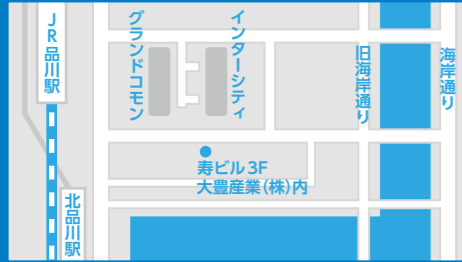 JR品川駅
グランドコモン
インターシティ
旧海岸通り
海岸通り
寿ビル3F
大豊産業(株)内
北品川駅